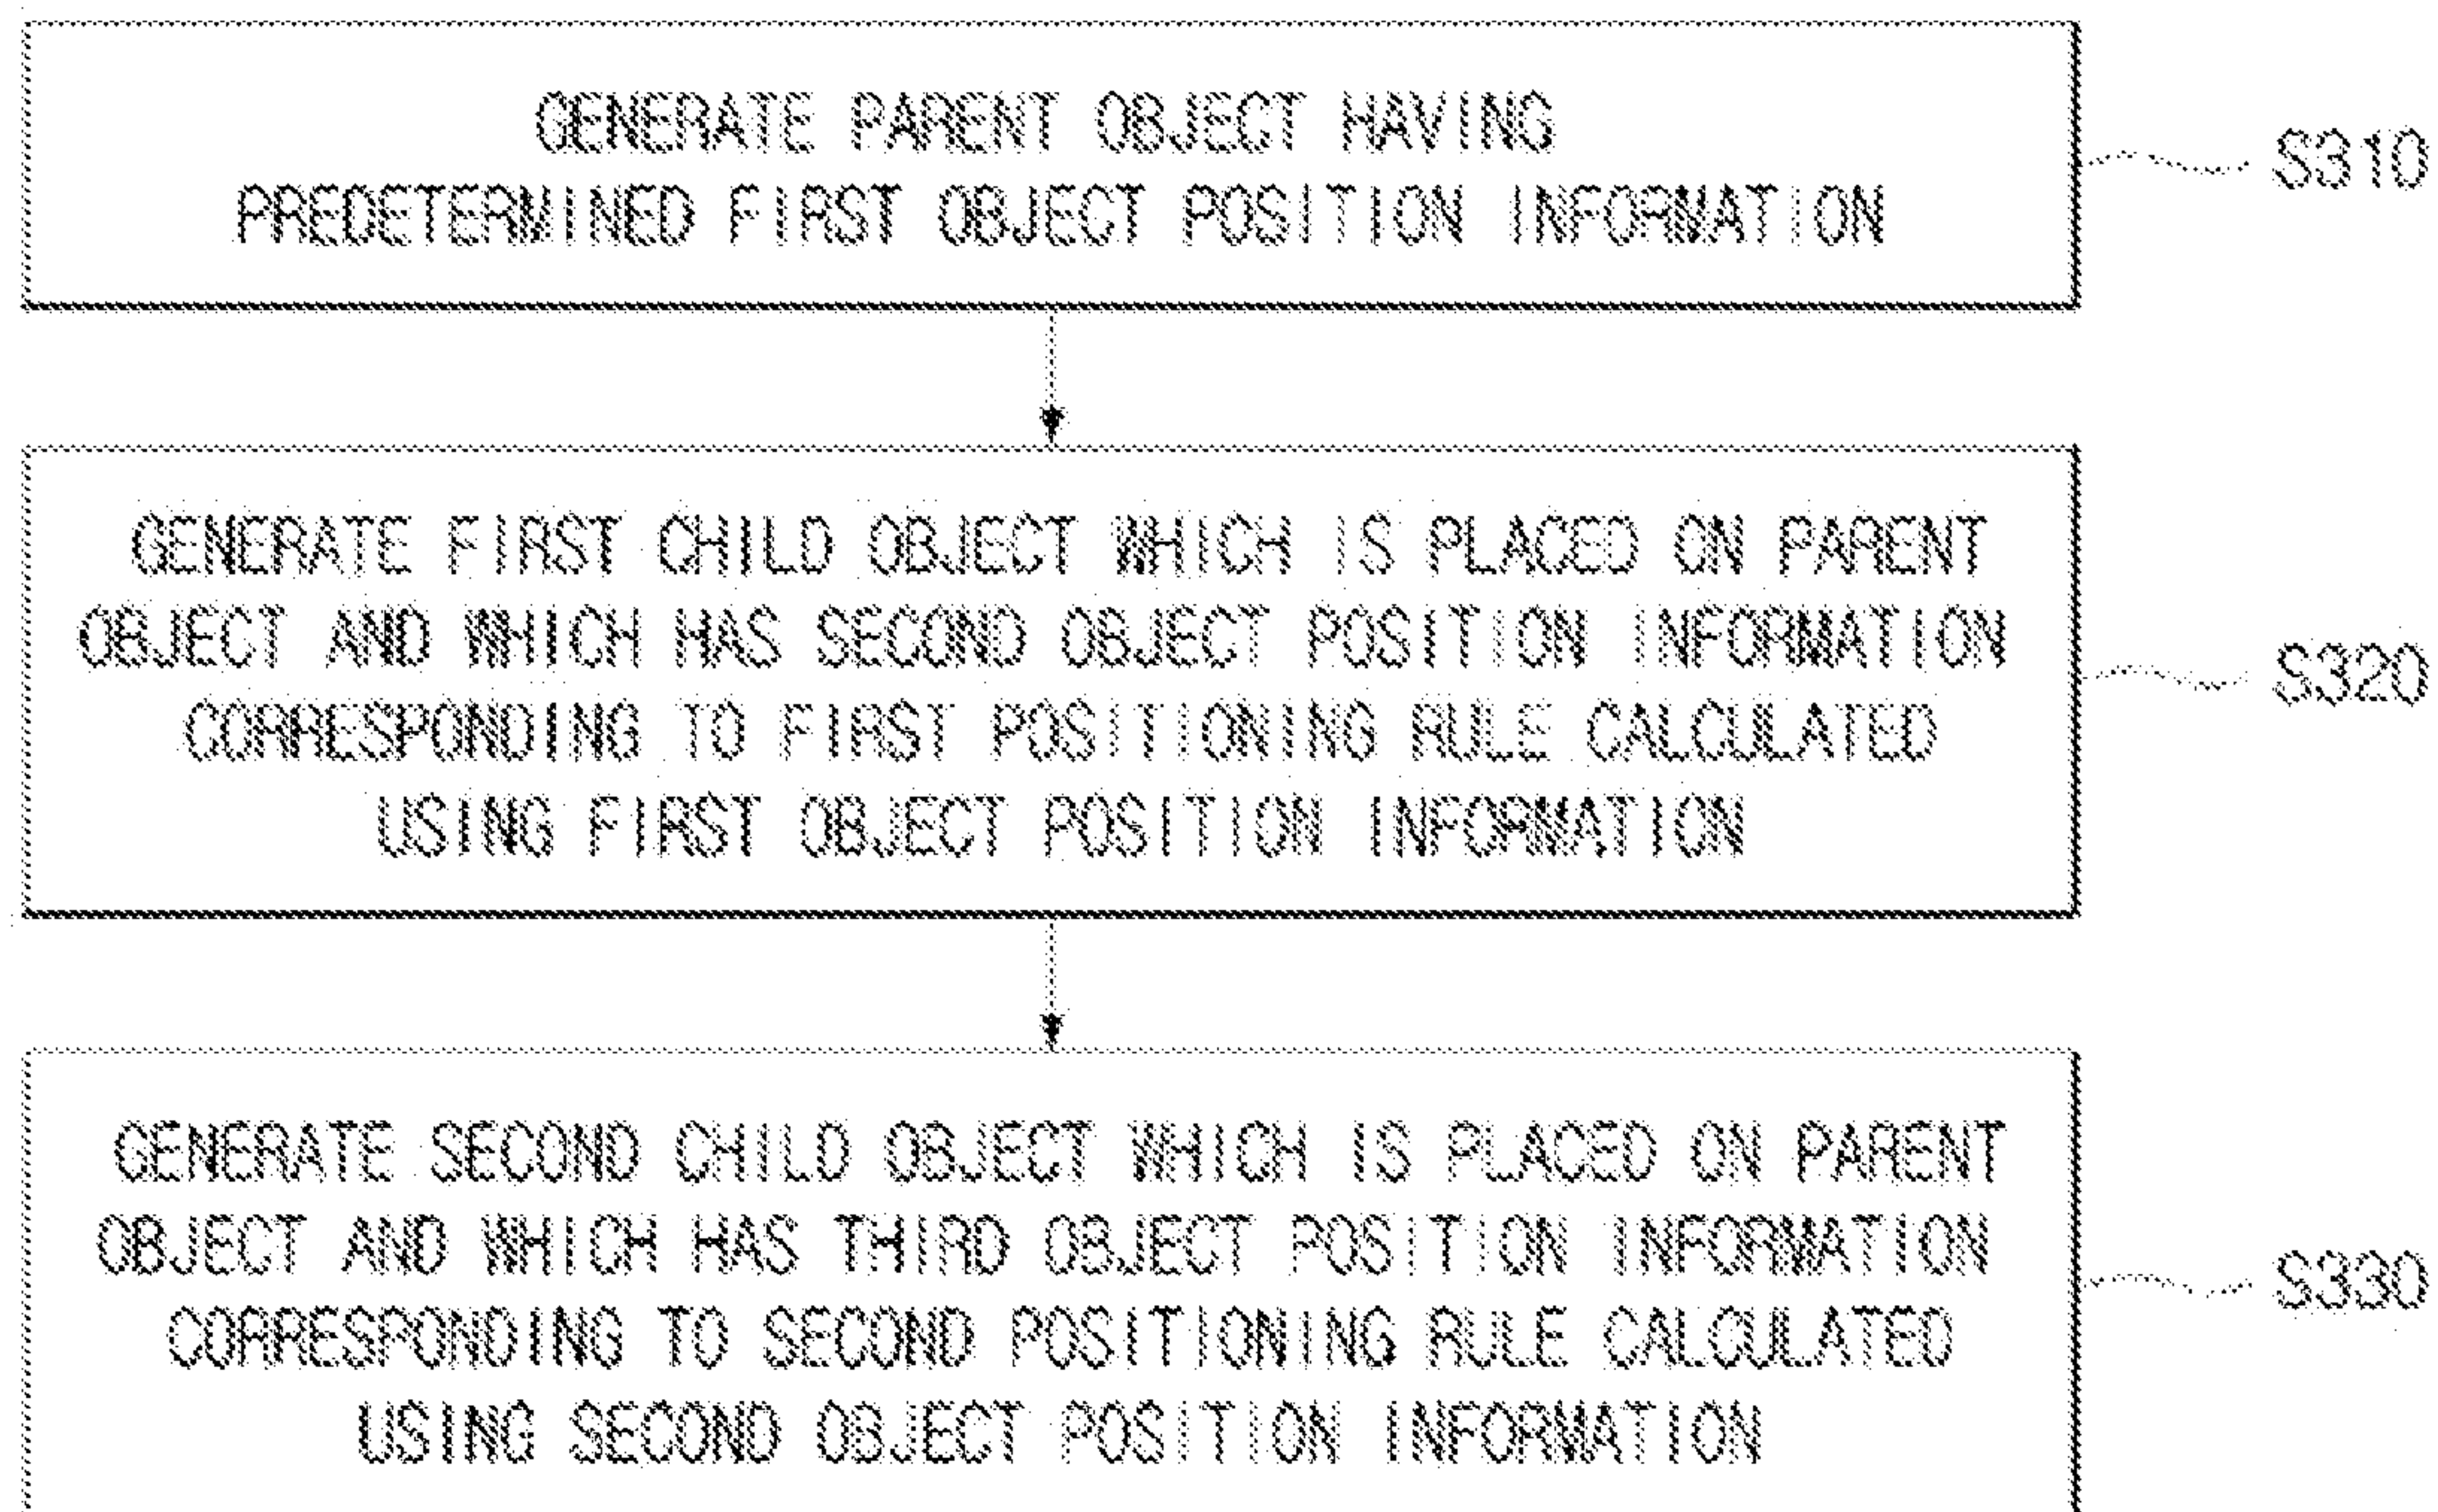 GENERATE PARENT OBJECT HAVING
PREDETERMINED FIRST OBJECT POSITION INFORMATION
S310
GENERATE FIRST CHILD OBJECT WHICH IS PLACED ON PARENT
OBJECT AND WHICH HAS SECOND OBJECT POSITION INFORMATION
CORRESPONDING TO FIRST POSITIONING RULE CALCULATED
USING FIRST OBJECT POSITION INFORMATION
S320
GENERATE SECOND CHILD OBJECT WHICH IS PLACED ON PARENT
OBJECT AND WHICH HAS THIRD OBJECT POSITION INFORMATION
CORRESPONDING TO SECOND POSITIONING RULE CALCULATED
USING SECOND OBJECT POSITION INFORMATION
S330